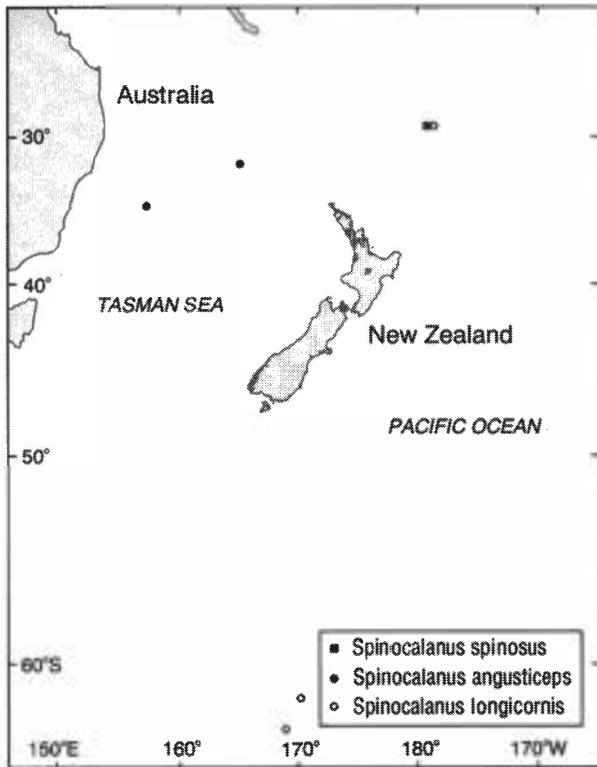 Australia
30°
40°
TASMAN SEA
New Zealand
PACIFIC OCEAN
50°
60°S
Spinocalanus spinosus
Spinocalanus angusticeps
Spinocalanus longicornis
150°E 160° 170° 180° 170°W